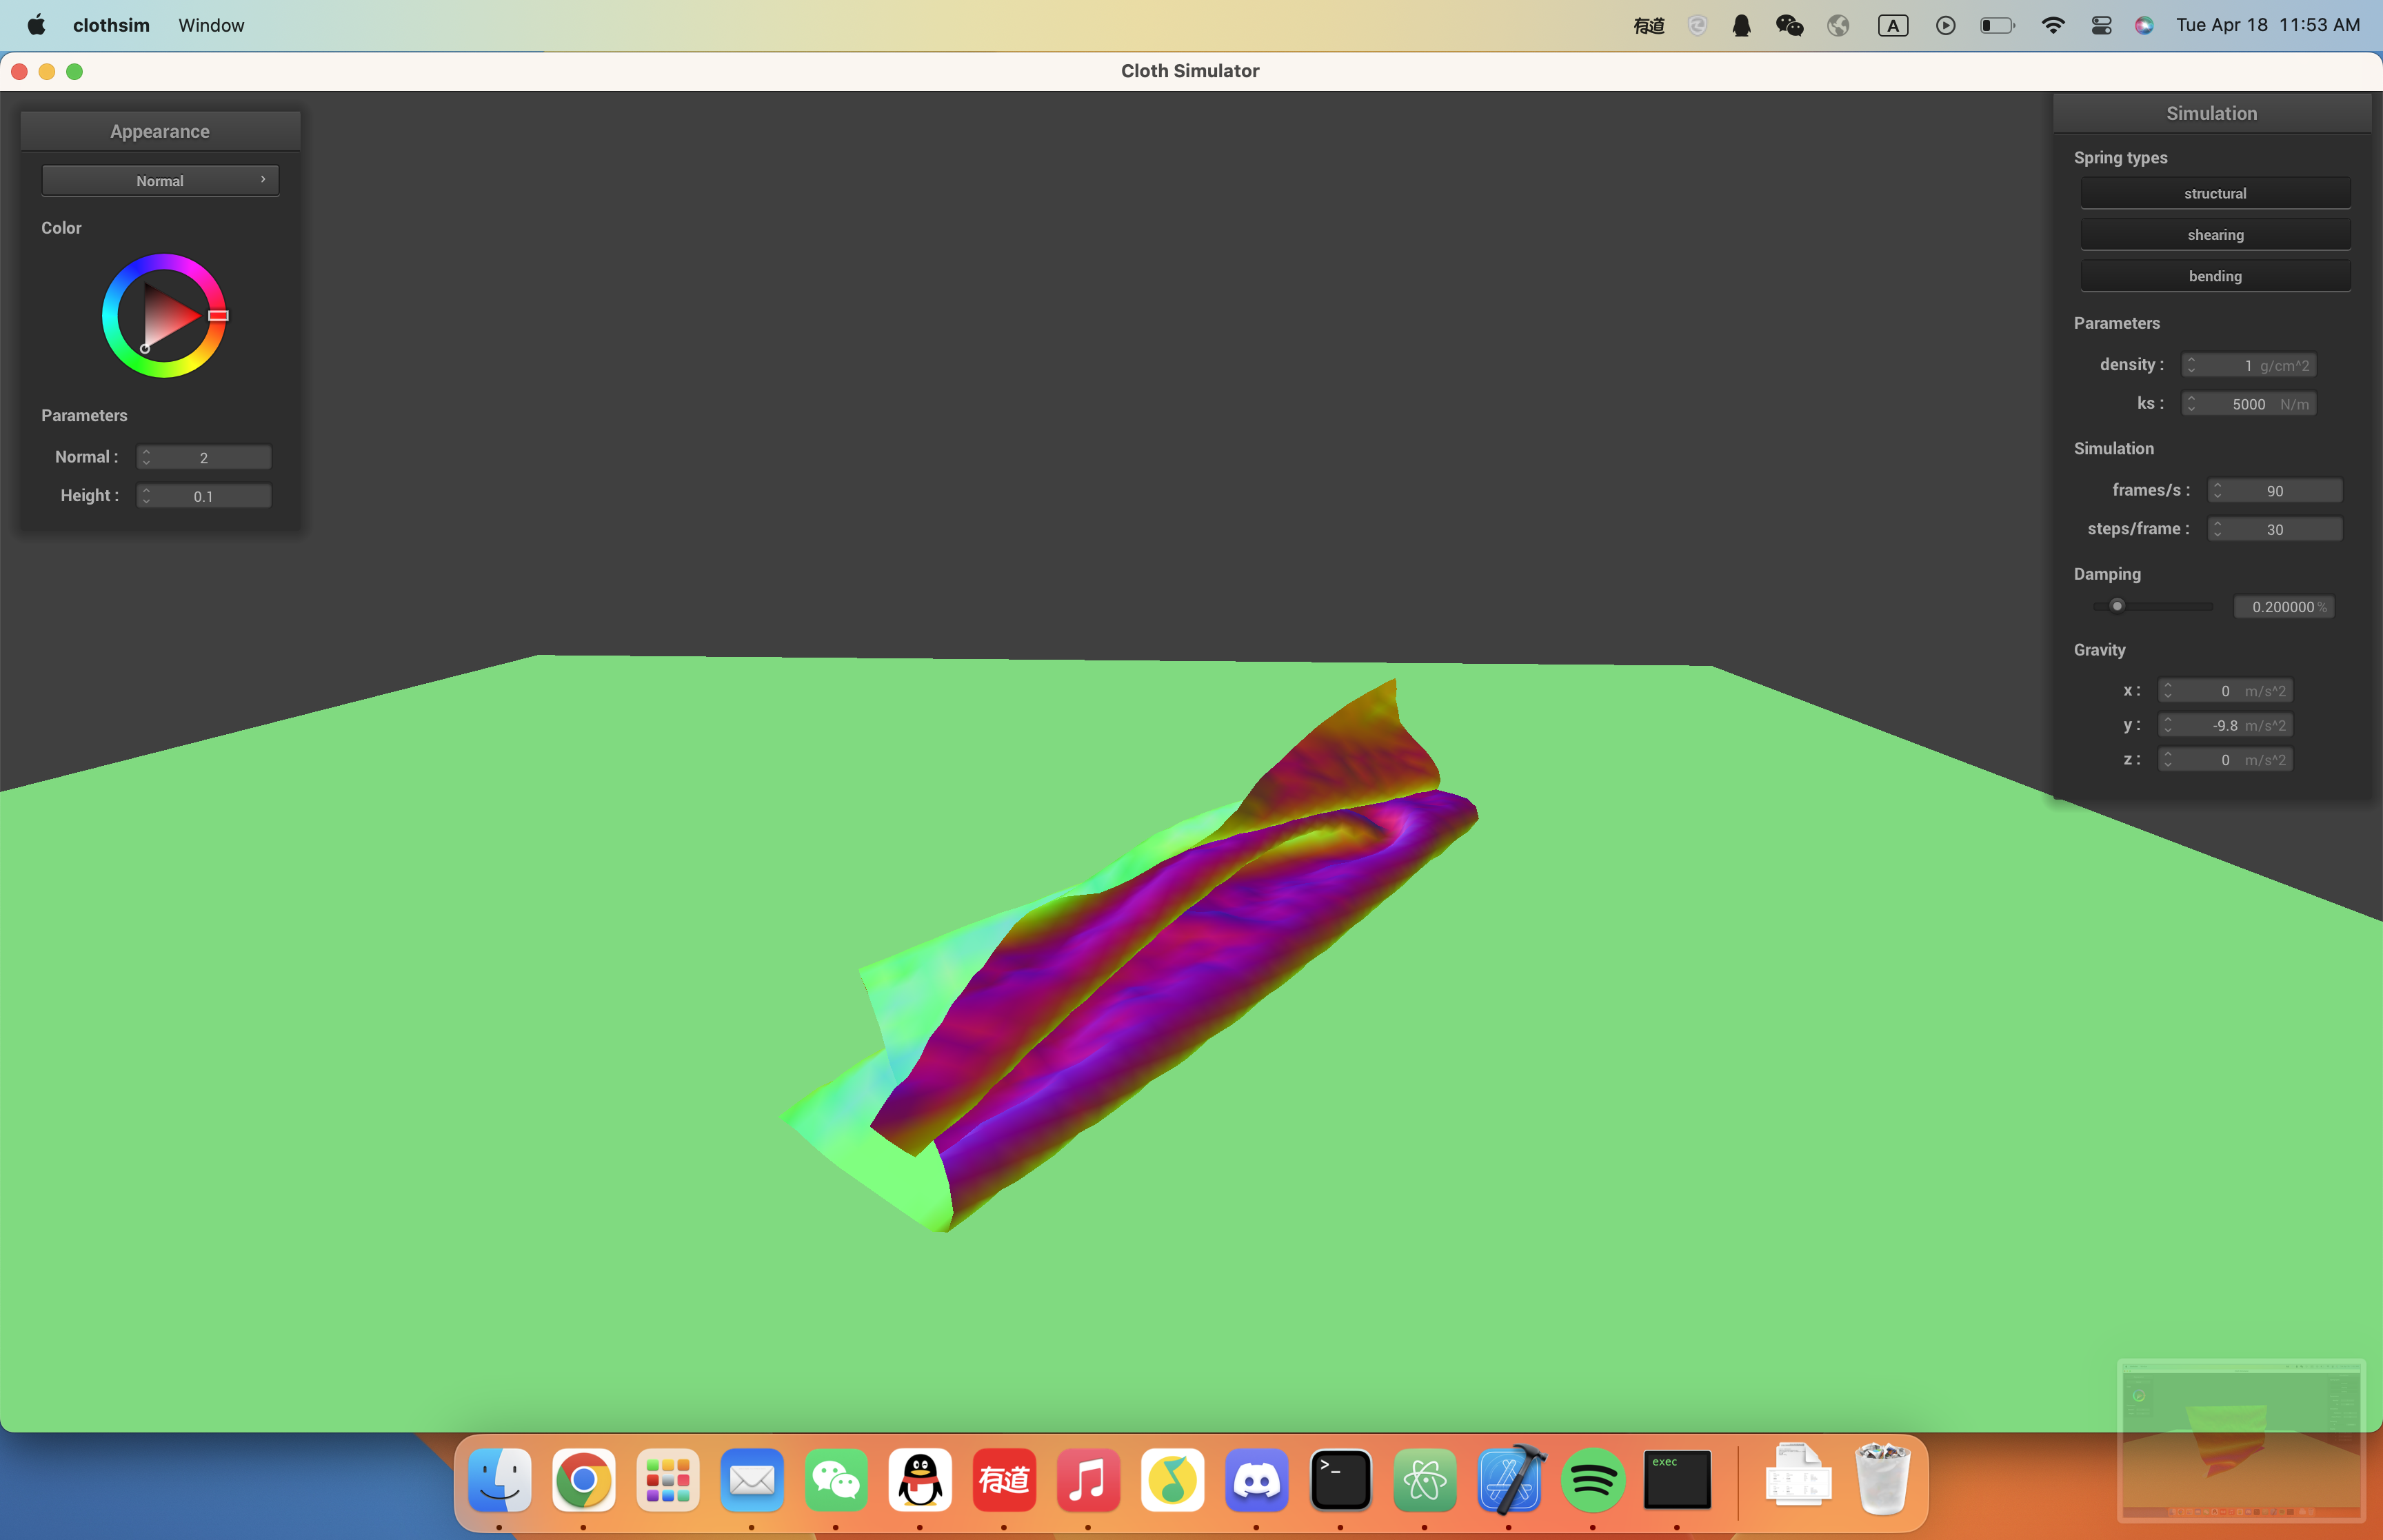 clothsim Window 有道 A Tue Apr 18 11:53 AM
Cloth Simulator
Appearance
Normal
Color
Parameters
Normal : 2
Height : 0.1
Simulation
Spring types
structural
shearing
bending
Parameters
density : 1 g/cm^2
ks : 5000 N/m
Simulation
frames/s : 90
steps/frame : 30
Damping
0.200000 %
Gravity
x : 0 m/s^2
y : -9.8 m/s^2
z : 0 m/s^2
有道 >_ exec